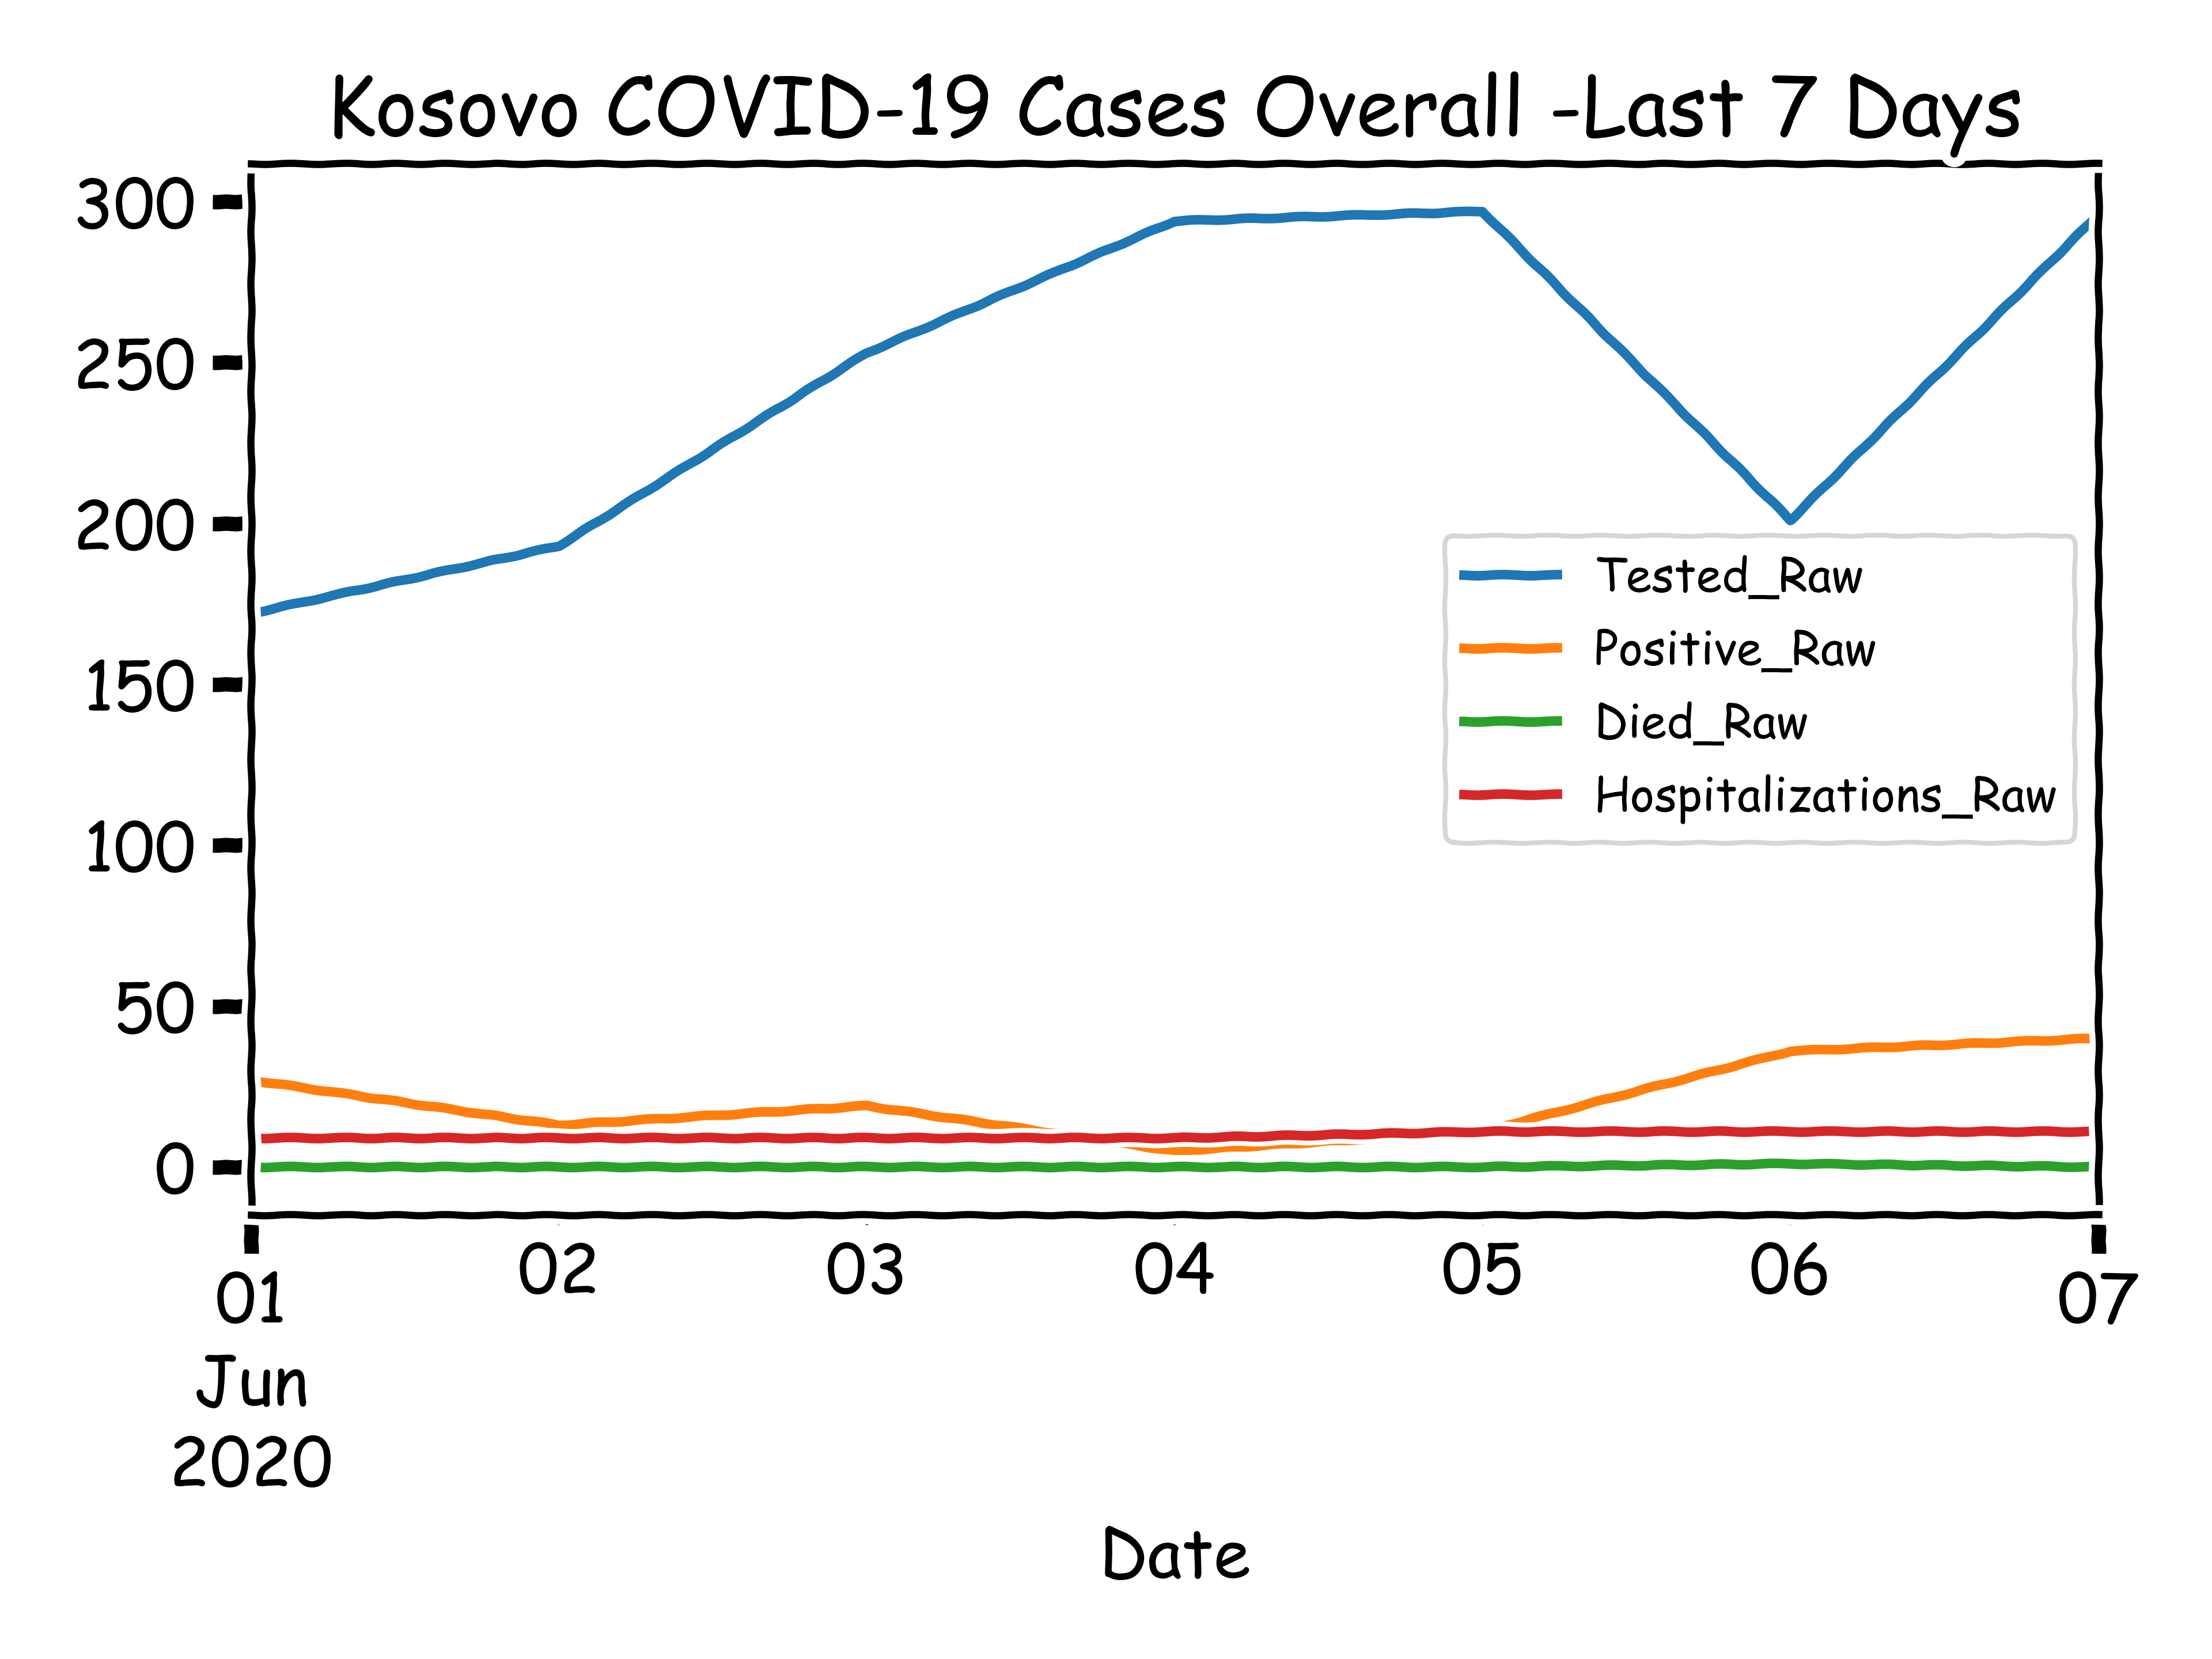 Kosovo COVID-19 Cases Overall -Last 7 Days
300
250
200
150
100
50
0
Tested_Raw
Positive_Raw
Died_Raw
Hospitalizations_Raw
01 02 03 04 05 06 07
Jun
2020
Date